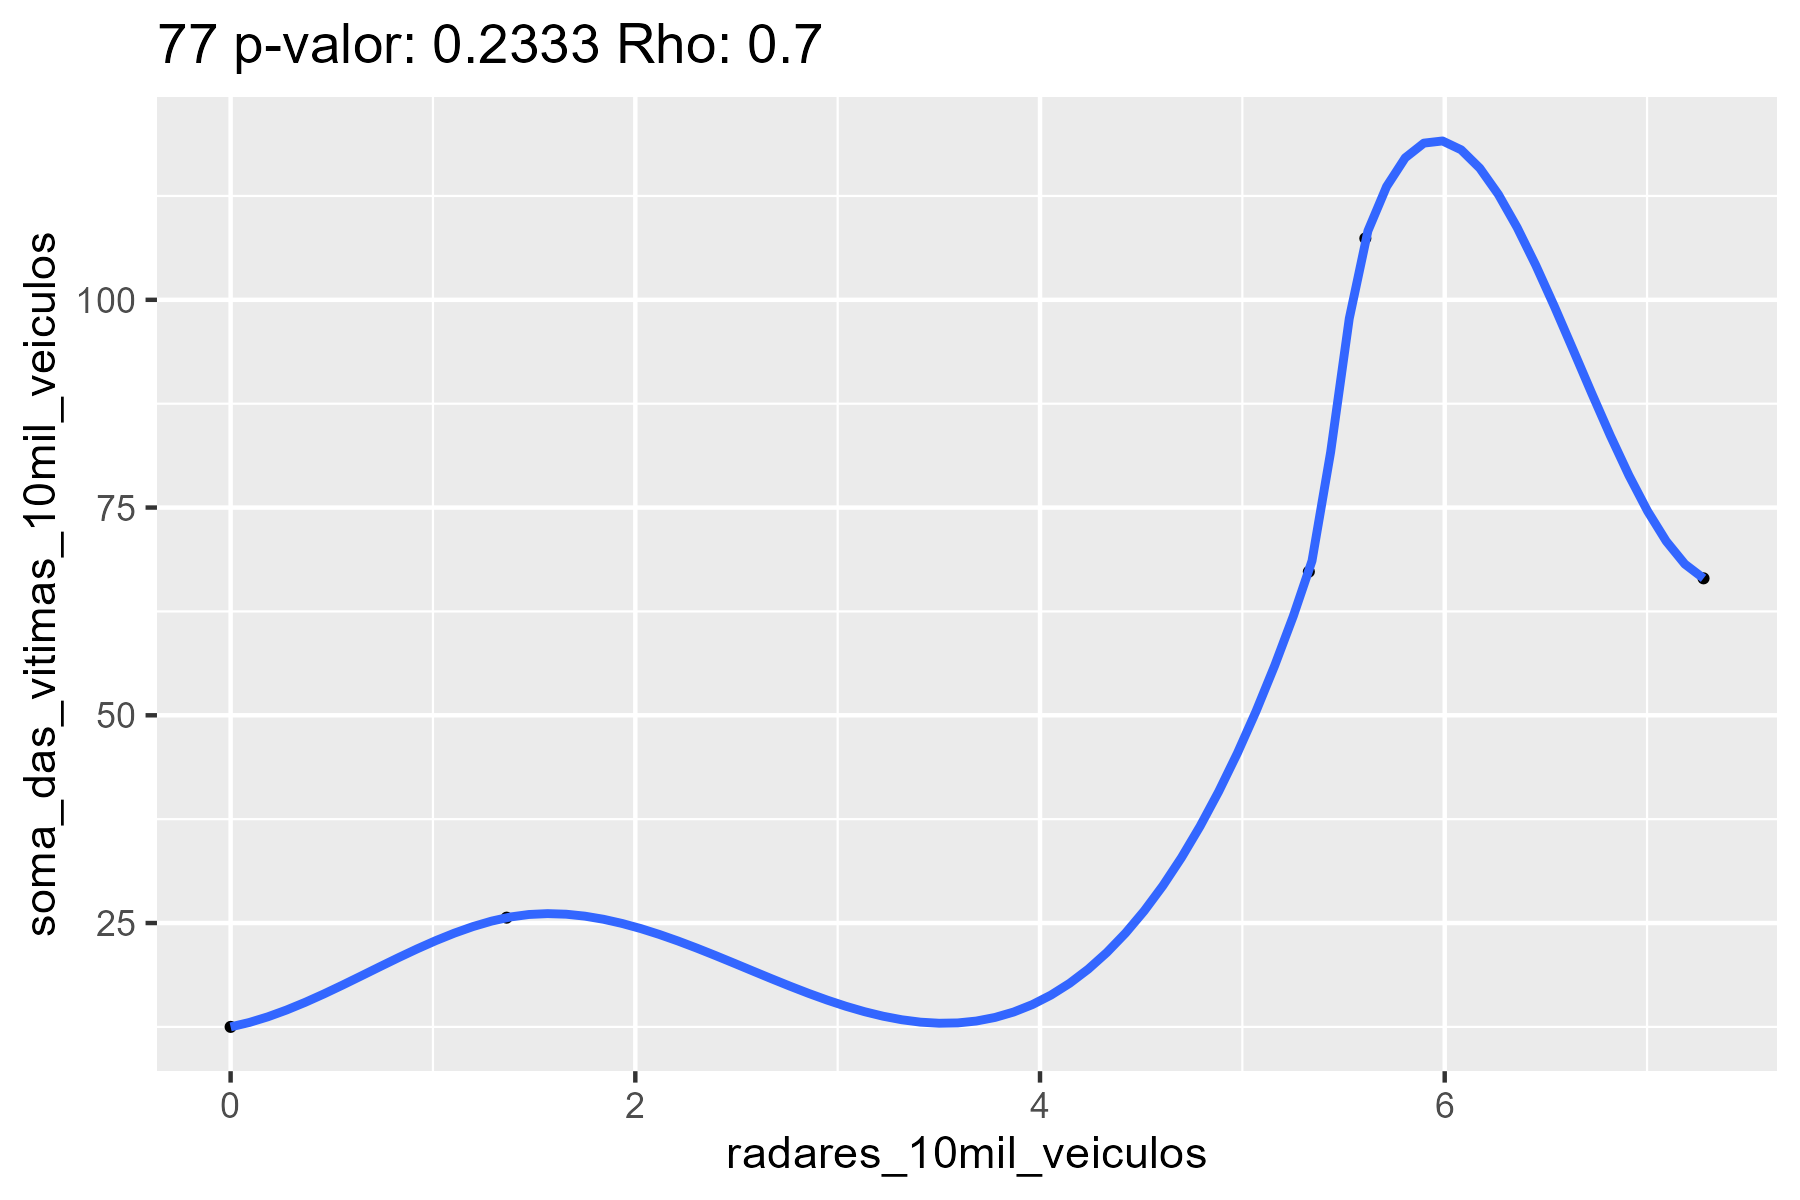 77 p-valor: 0.2333 Rho: 0.7
soma_das_vitimas_10mil_veiculos
100
75
50
25
0 2 4 6
radares_10mil_veiculos